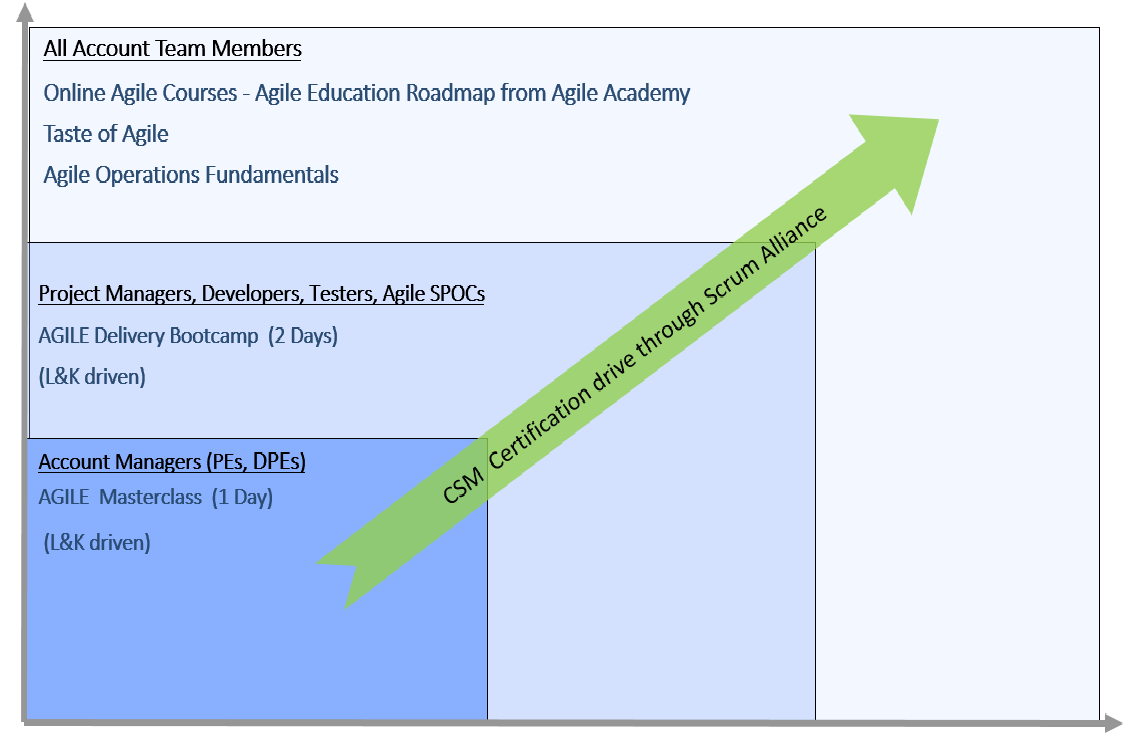 All Account Team Members
Online Agile Courses - Agile Education Roadmap from Agile Academy
Taste of Agile
Agile Operations Fundamentals
Project Managers, Developers, Testers, Agile SPOCs
AGILE Delivery Bootcamp (2 Days)
(L&K driven)
Account Managers (PEs, DPEs)
AGILE Masterclass (1 Day)
(L&K driven)
CSM Certification drive through Scrum Alliance